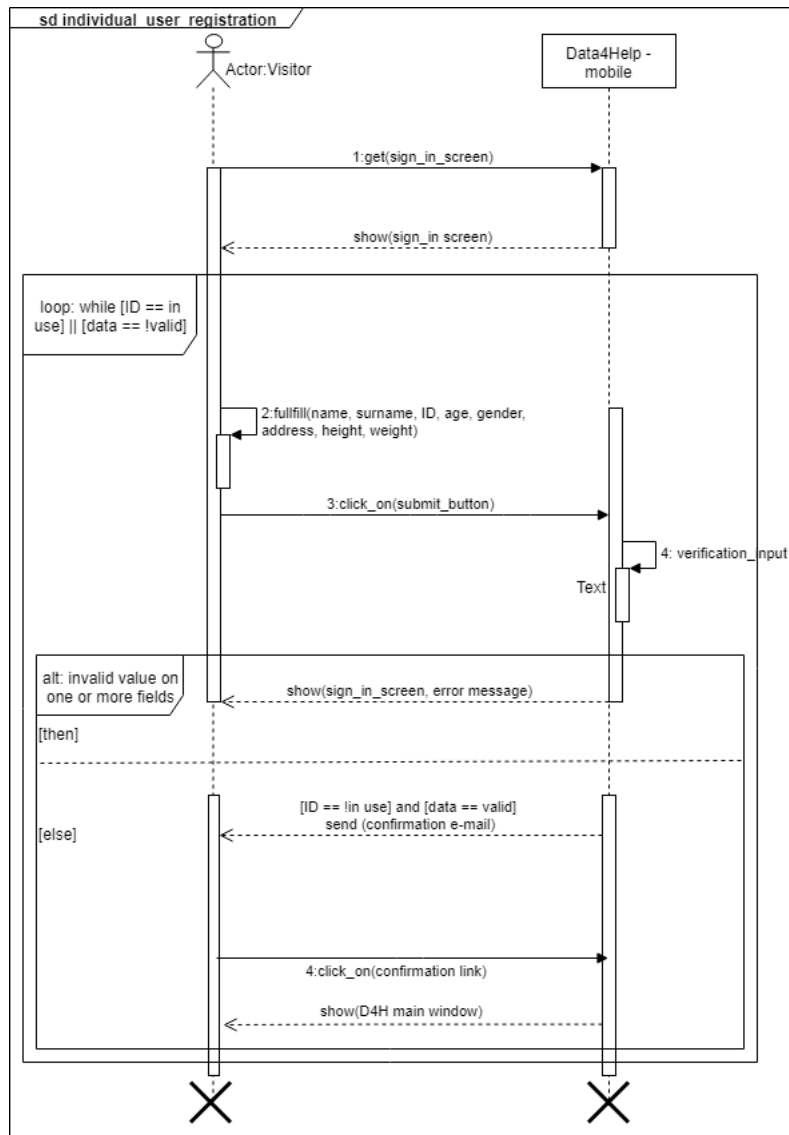 sd individual_user_registration
Actor:Visitor
Data4Help -
mobile
1:get(sign_in_screen)
show(sign_in screen)
loop: while [ID == in
use] || [data == !valid]
2:fullfill(name, surname, ID, age, gender,
address, height, weight)
3:click_on(submit_button)
4: verification_input
Text
alt: invalid value on
one or more fields
show(sign_in_screen, error message)
[then]
[ID == !in use] and [data == valid]
send (confirmation e-mail)
[else]
4:click_on(confirmation link)
show(D4H main window)